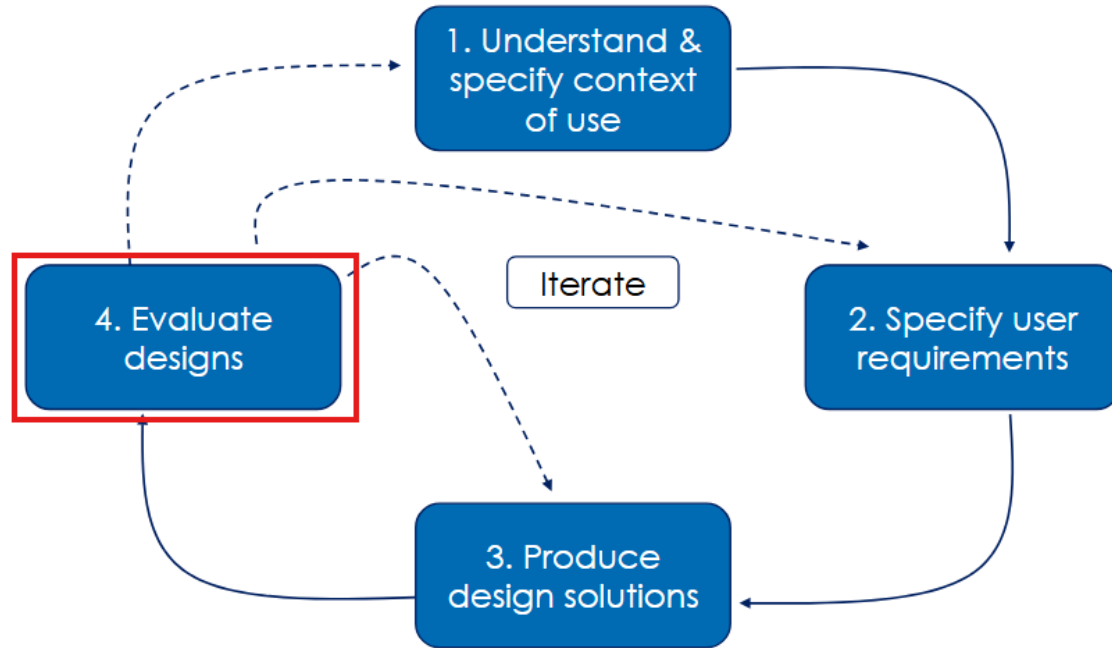 1. Understand &
specify context
of use
Iterate
4. Evaluate
designs
2. Specify user
requirements
3. Produce
design solutions